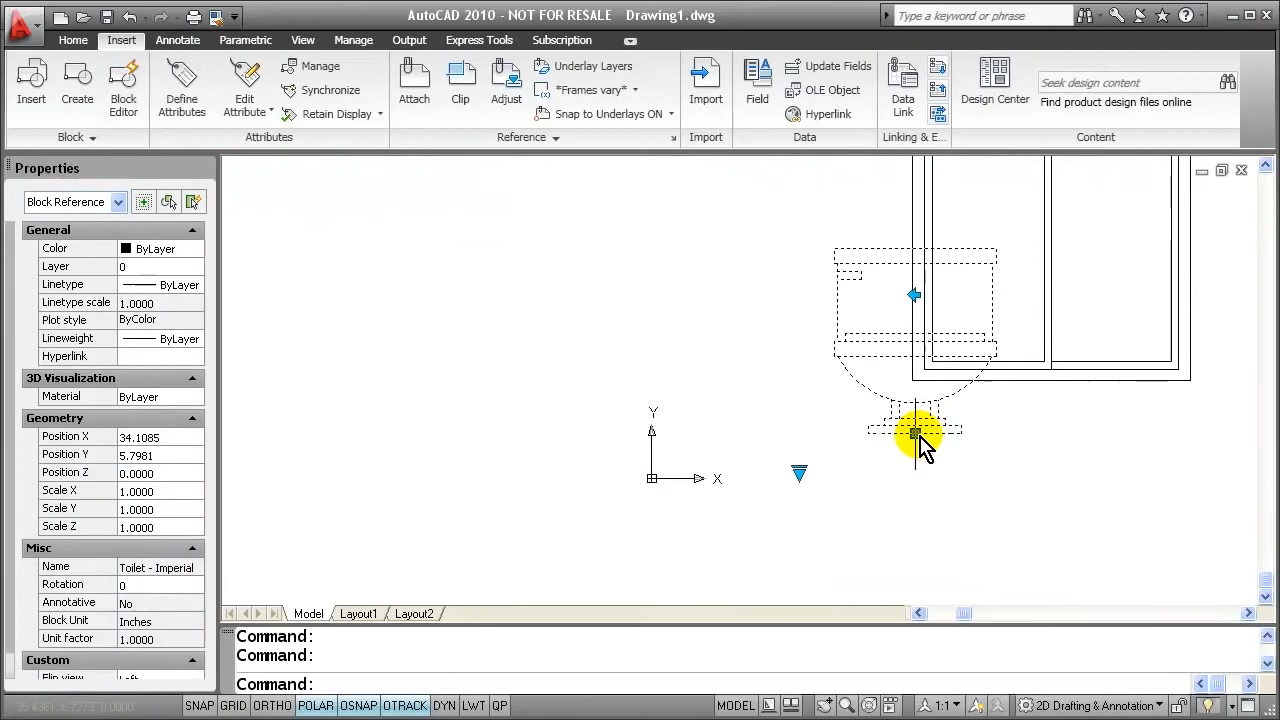 AutoCAD 2010 - NOT FOR RESALE Drawing1.dwg
Type a keyword or phrase
Home Insert Annotate Parametric View Manage Output Express Tools Subscription
Insert Create Block Editor
Define Attributes Edit Attribute Manage Synchronize Retain Display
Attach Clip Adjust Underlay Layers *Frames vary* Snap to Underlays ON
Import Field Update Fields OLE Object Hyperlink
Data Link Design Center Seek design content
Find product design files online
Block Attributes Reference Import Data Linking & E... Content
Properties
Block Reference
General
Color ByLayer
Layer 0
Linetype ByLayer
Linetype scale 1.0000
Plot style ByColor
Lineweight ByLayer
Hyperlink
3D Visualization
Material ByLayer
Geometry
Position X 34.1085
Position Y 5.7981
Position Z 0.0000
Scale X 1.0000
Scale Y 1.0000
Scale Z 1.0000
Misc
Name Toilet - Imperial
Rotation 0
Annotative No
Block Unit Inches
Unit factor 1.0000
Custom
Y
X
Model Layout1 Layout2
Command:
Command:
Command:
SNAP GRID ORTHO POLAR OSNAP OTRACK DYN LWT QP MODEL 1:1 2D Drafting & Annotation